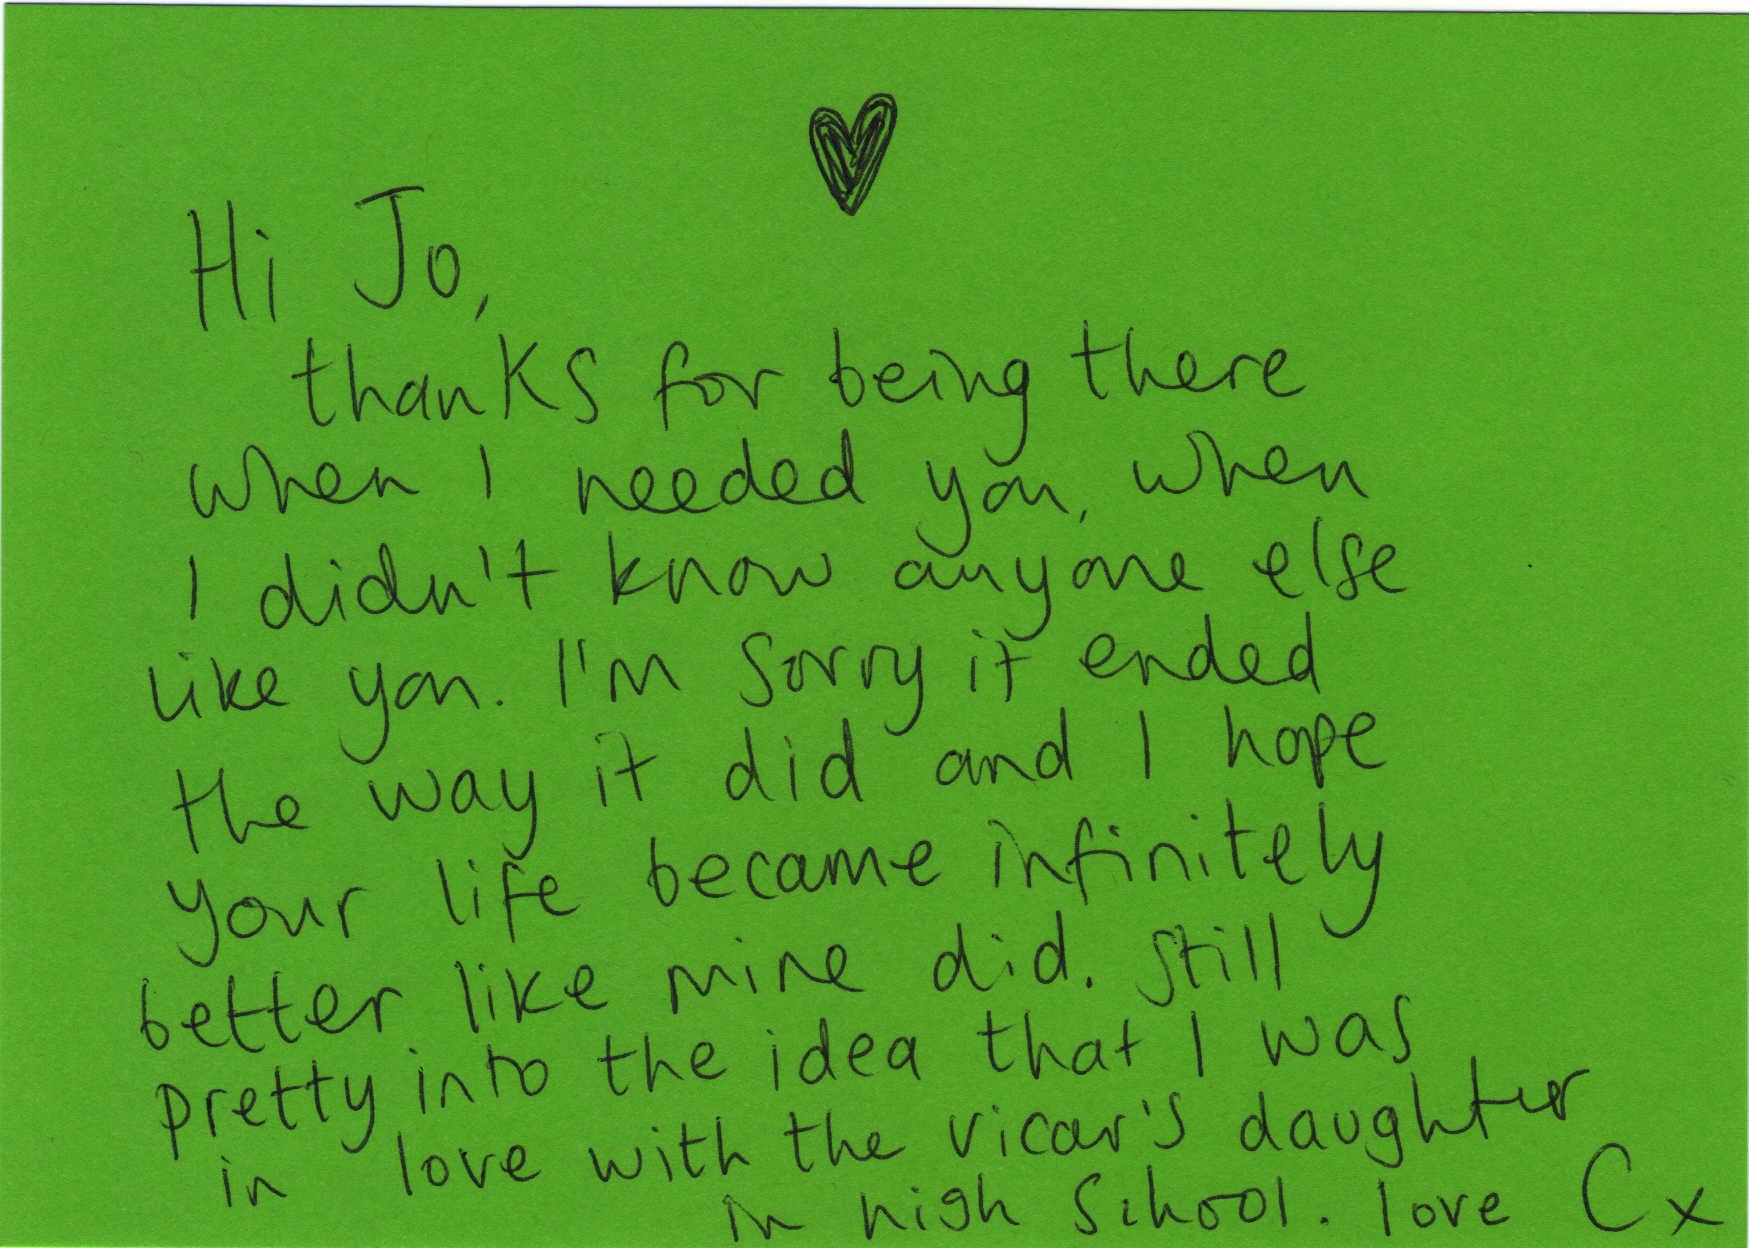 Hi Jo,
thanks for being there
when I needed you, when
I didn't know anyone else
like you. I'm sorry it ended
the way it did and I hope
your life became infinitely
better like mine did. Still
pretty into the idea that I was
in love with the vicar's daughter
in high school. love Cx